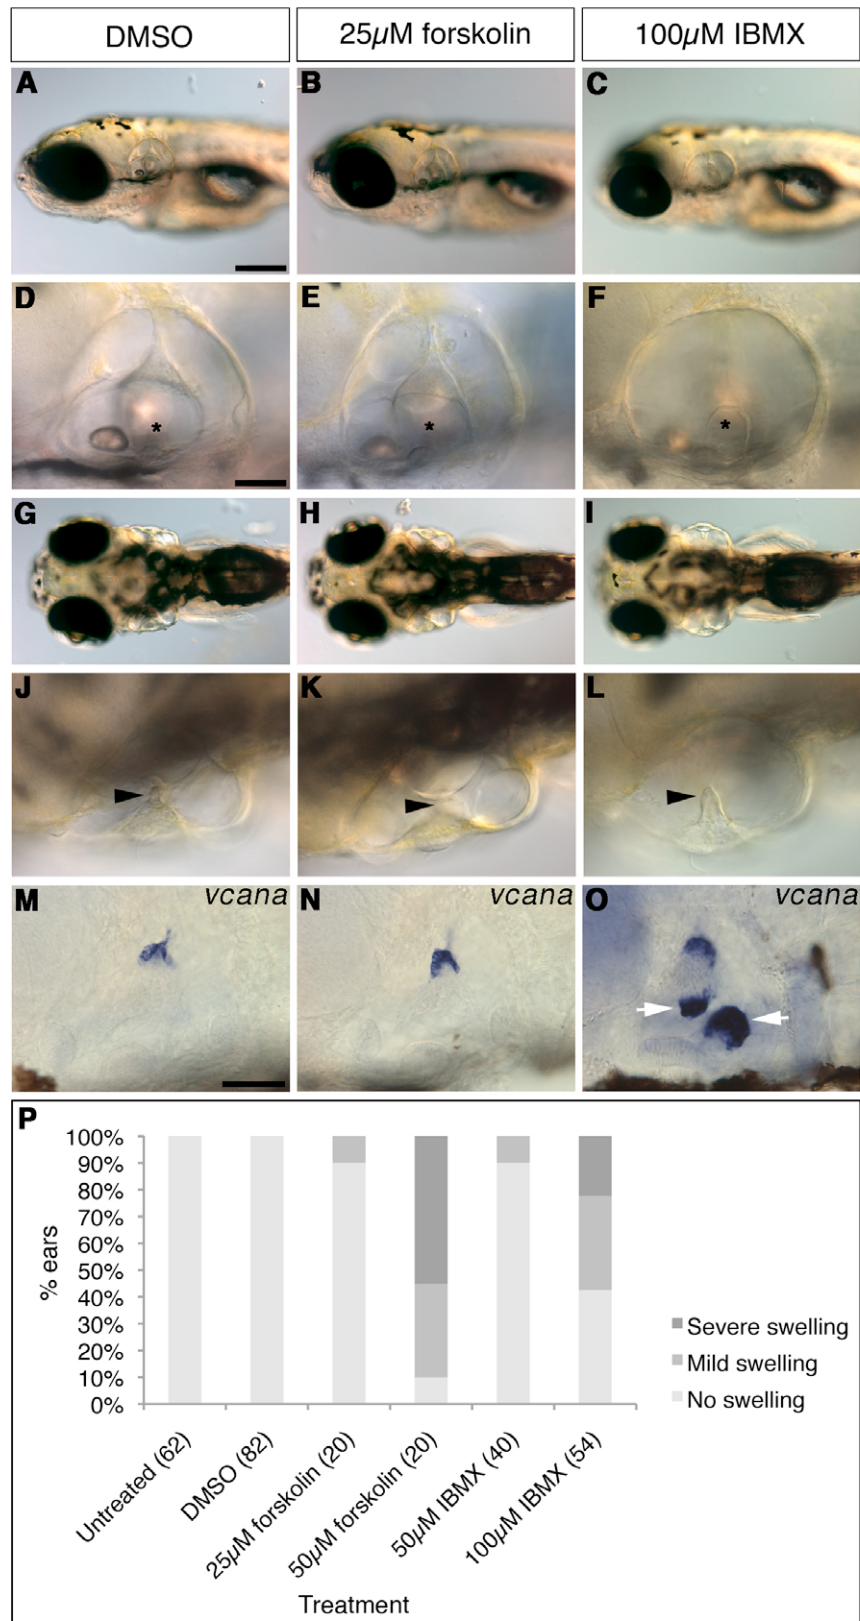 DMSO
25µM forskolin
100µM IBMX
A
B
C
D
E
F
*
*
*
G
H
I
J
K
L
M
vcana
N
vcana
O
vcana
P
100%
90%
80%
70%
60%
50%
40%
30%
20%
10%
0%
% ears
Severe swelling
Mild swelling
No swelling
Untreated (62)
DMSO (82)
25µM forskolin (20)
50µM forskolin (20)
50µM IBMX (40)
100µM IBMX (54)
Treatment